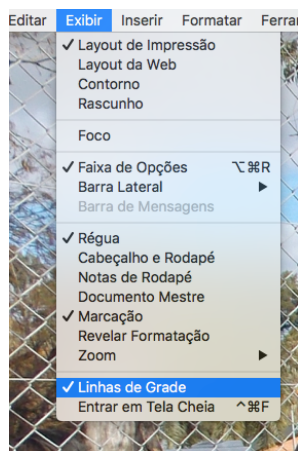 Editar Exibir Inserir Formatar
✓ Layout de Impressão
Layout da Web
Contorno
Rascunho
Foco
✓ Faixa de Opções ⌥⌘R
Barra Lateral ▶
Barra de Mensagens
✓ Régua
Cabeçalho e Rodapé
Notas de Rodapé
Documento Mestre
✓ Marcação
Revelar Formatação
Zoom ▶
✓ Linhas de Grade
Entrar em Tela Cheia ^⌘F